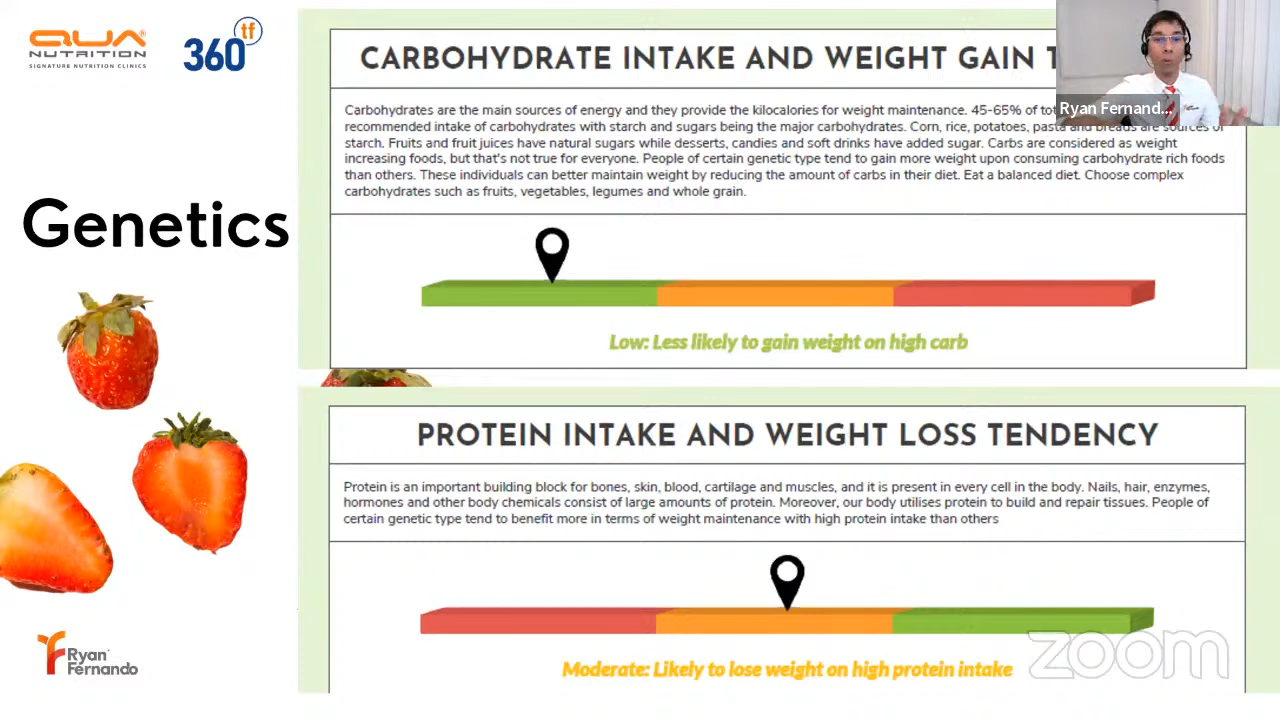 QUA
NUTRITION
SIGNATURE NUTRITION CLINICS
360 tf
Genetics
Ryan Fernando
CARBOHYDRATE INTAKE AND WEIGHT GAIN T
Carbohydrates are the main sources of energy and they provide the kilocalories for weight maintenance. 45-65% of
recommended intake of carbohydrates with starch and sugars being the major carbohydrates. Corn, rice, potatoes, pasta and breads are sources of
starch. Fruits and fruit juices have natural sugars while desserts, candies and soft drinks have added sugar. Carbs are considered as weight
increasing foods, but that's not true for everyone. People of certain genetic type tend to gain more weight upon consuming carbohydrate rich foods
than others. These individuals can better maintain weight by reducing the amount of carbs in their diet. Eat a balanced diet. Choose complex
carbohydrates such as fruits, vegetables, legumes and whole grain.
Low: Less likely to gain weight on high carb
PROTEIN INTAKE AND WEIGHT LOSS TENDENCY
Protein is an important building block for bones, skin, blood, cartilage and muscles, and it is present in every cell in the body. Nails, hair, enzymes,
hormones and other body chemicals consist of large amounts of protein. Moreover, our body utilises protein to build and repair tissues. People of
certain genetic type tend to benefit more in terms of weight maintenance with high protein intake than others
Moderate: Likely to lose weight on high protein intake
Ryan Fernand...
zoom